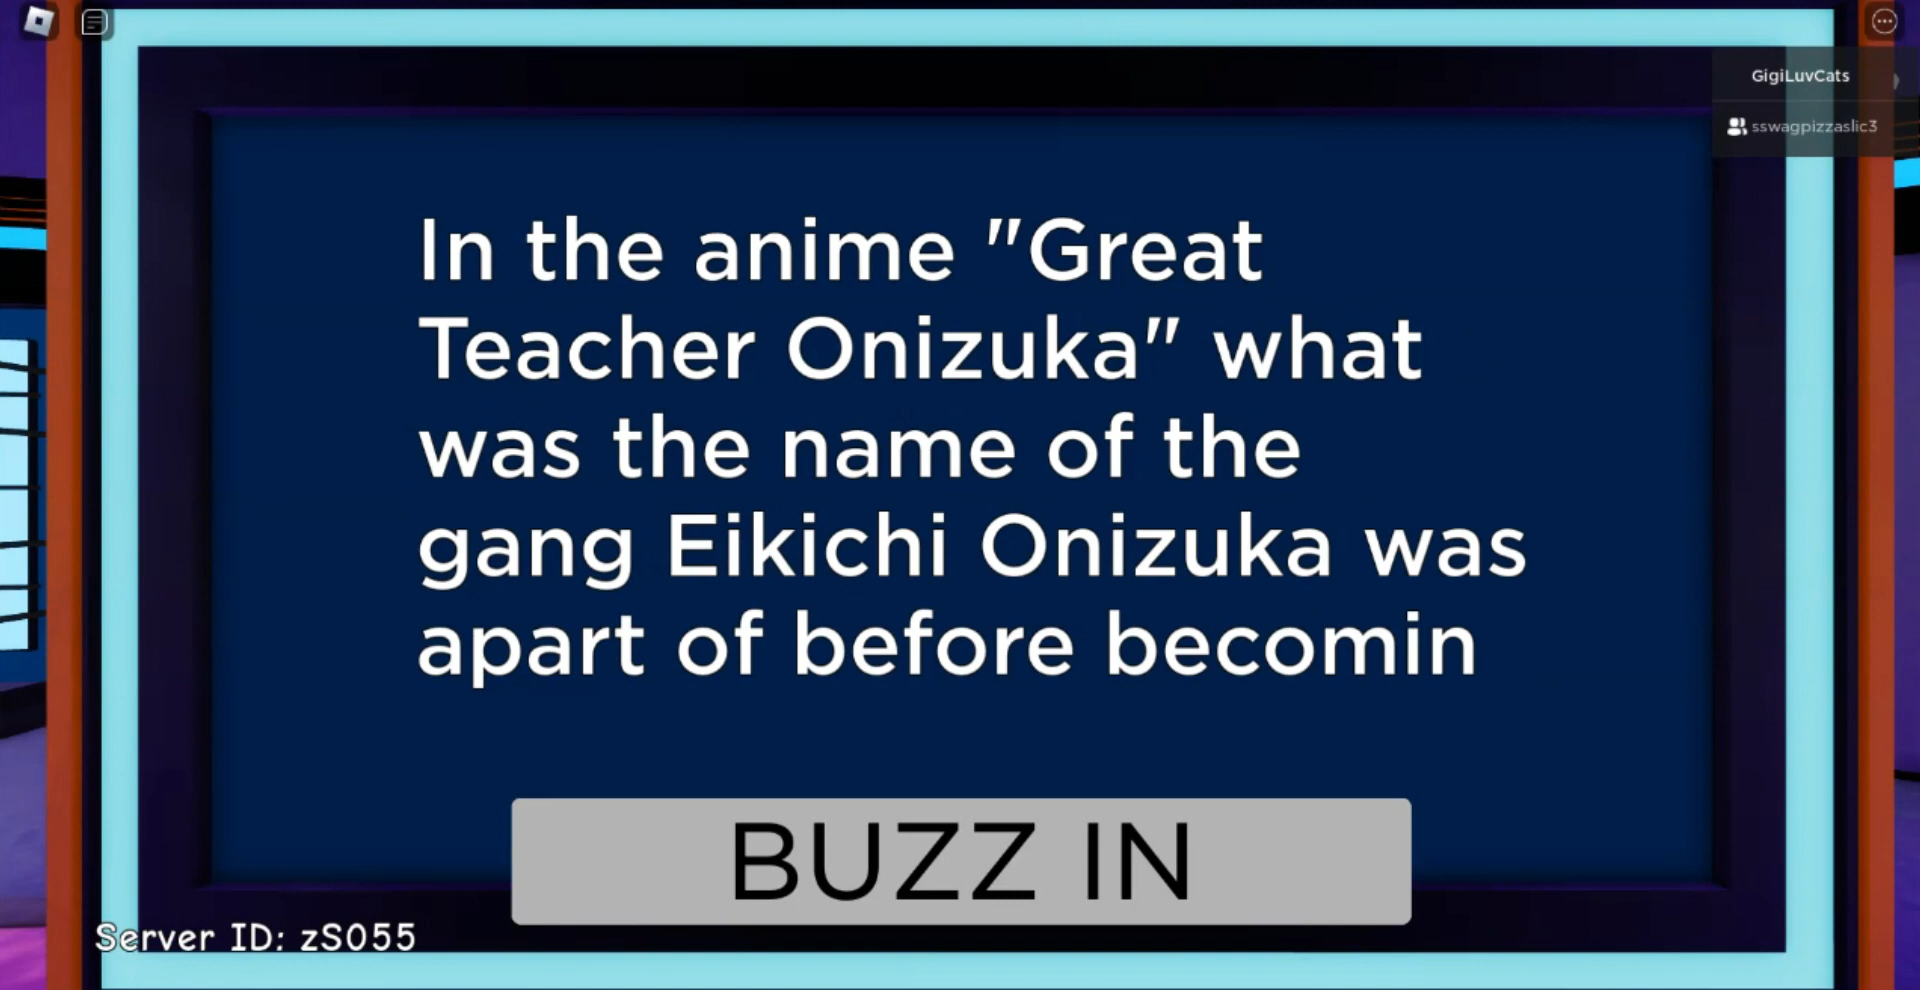 GigiLuvCats
sswagpizzaslic3
In the anime "Great
Teacher Onizuka" what
was the name of the
gang Eikichi Onizuka was
apart of before becomin
BUZZ IN
Server ID: zS055